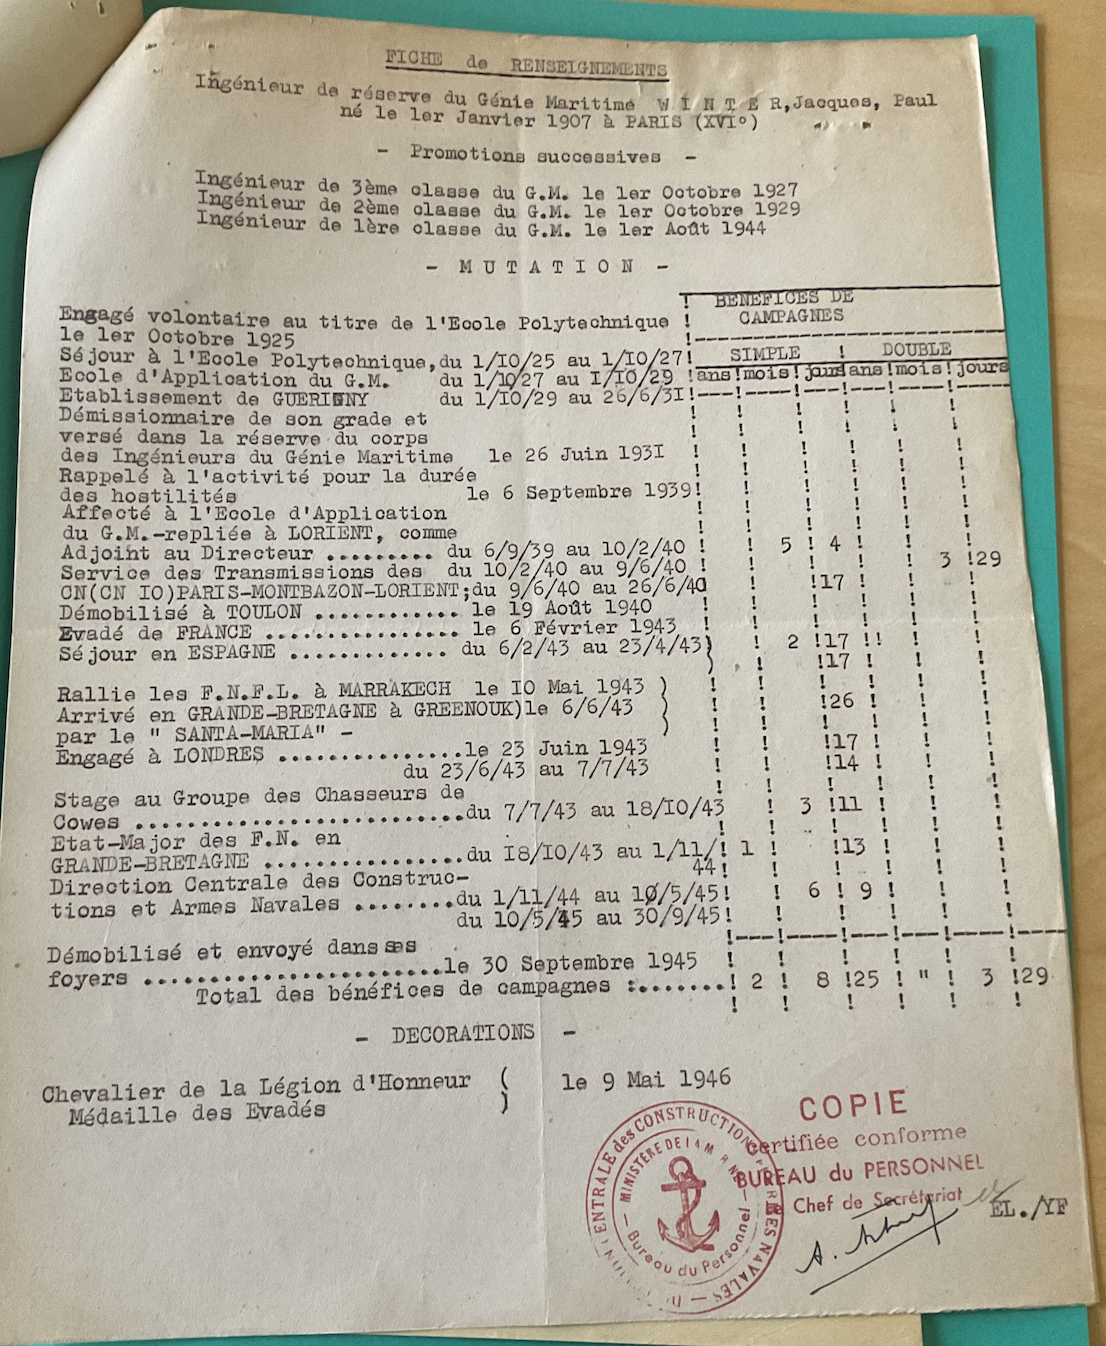 FICHE de RENSEIGNEMENTS
Ingénieur de réserve du Génie Maritime W I N T E R, Jacques, Paul
né le 1er Janvier 1907 à PARIS (XVI°)
- Promotions successives -
Ingénieur de 3ème classe du G.M. le 1er Octobre 1927
Ingénieur de 2ème classe du G.M. le 1er Octobre 1929
Ingénieur de 1ère classe du G.M. le 1er Août 1944
- M U T A T I O N -
BENEFICES DE
CAMPAGNES
SIMPLE ! DOUBLE
!ans!mois!jours!ans!mois!jours
Engagé volontaire au titre de l'Ecole Polytechnique !
le 1er Octobre 1925
Séjour à l'Ecole Polytechnique, du 1/IO/25 au 1/IO/27!
Ecole d'Application du G.M. du 1/10/27 au I/IO/29
Etablissement de GUERIGNY du 1/IO/29 au 26/6/3I!
Démissionnaire de son grade et
versé dans la réserve du corps
des Ingénieurs du Génie Maritime le 26 Juin 193I
Rappelé à l'activité pour la durée
des hostilités le 6 Septembre 1939!
Affecté à l'Ecole d'Application
du G.M.-repliée à LORIENT, comme
Adjoint au Directeur ......... du 6/9/39 au 10/2/40 ! ! 5 ! 4 ! ! !
Service des Transmissions des du 10/2/40 au 9/6/40 ! 3 !29
CN(CN IO)PARIS-MONTBAZON-LORIENT;du 9/6/40 au 26/6/40 !17
Démobilisé à TOULON ............ le 19 Août 1940
Evadé de FRANCE ................ le 6 Février 1943
Séjour en ESPAGNE ............. du 6/2/43 au 23/4/43) ! 2 !17 !! !
!17 !
Rallie les F.N.F.L. à MARRAKECH le IO Mai 1943 )
Arrivé en GRANDE-BRETAGNE à GREENOUK)le 6/6/43 ) !26 !
par le " SANTA-MARIA" -
Engagé à LONDRES ...............le 23 Juin 1943 !17 !
du 23/6/43 au 7/7/43 !14 !
Stage au Groupe des Chasseurs de
Cowes ..........................du 7/7/43 au 18/IO/43 ! 3 !11 !
Etat-Major des F.N. en
GRANDE-BRETAGNE ................du I8/IO/43 au 1/11/! 1 ! !13 !
44!
Direction Centrale des Construc-
tions et Armes Navales ........du 1/11/44 au 10/5/45! ! 6 ! 9 !
du 10/5/45 au 30/9/45!
Démobilisé et envoyé dans ses
foyers ........................le 30 Septembre 1945 !
Total des bénéfices de campagnes :........! 2 ! 8 !25 ! " ! 3 !29
- DECORATIONS -
Chevalier de la Légion d'Honneur ( le 9 Mai 1946
Médaille des Evadés )
COPIE
Certifiée conforme
BUREAU du PERSONNEL
Chef de Secrétariat
EL./YF
CENTRALE des CONSTRUCTIONS
ARMES NAVALES
MINISTÈRE DE LA MARINE
Bureau du Personnel